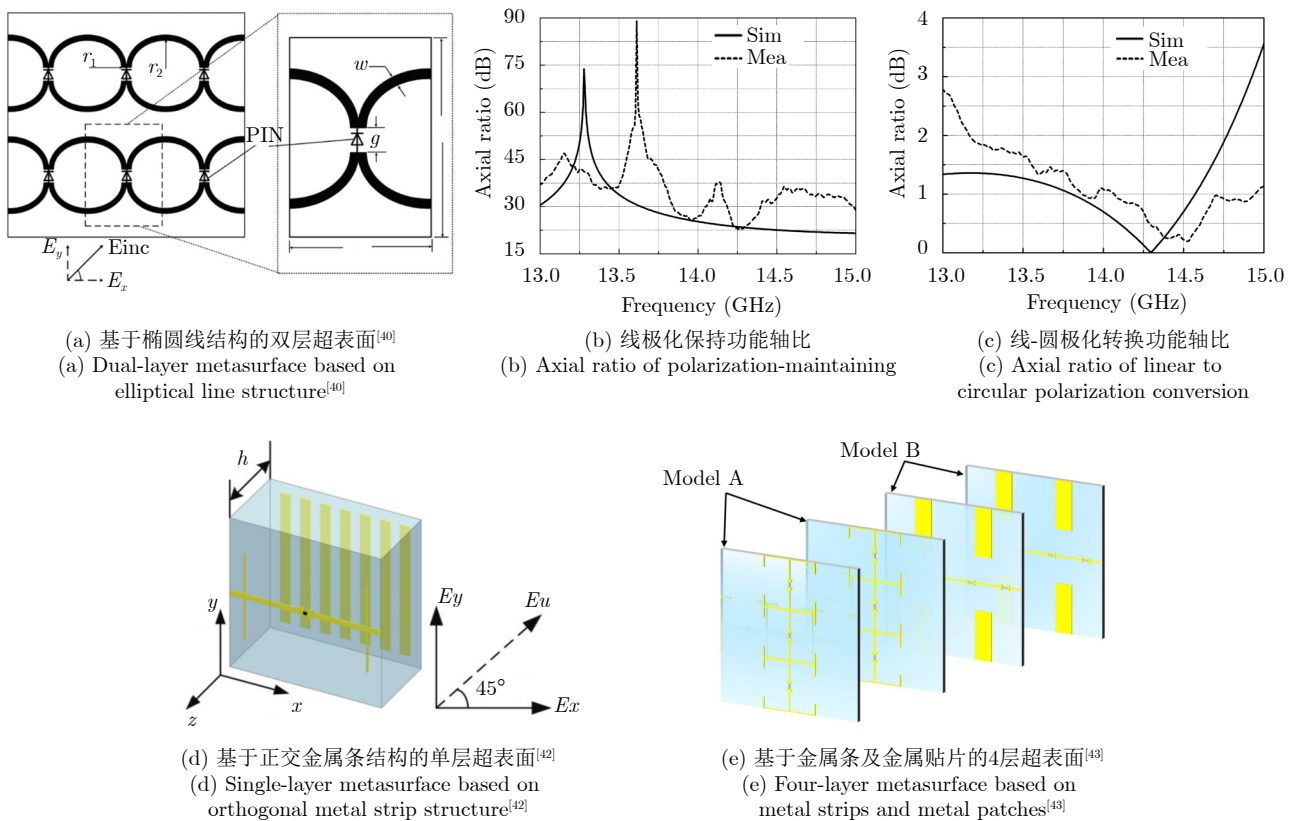 r₁
r₂
w
g
PIN
E_y
Einc
E_x
90
75
60
45
30
15
Axial ratio (dB)
Sim
Mea
13.0 13.5 14.0 14.5 15.0
Frequency (GHz)
4
3
2
1
0
Axial ratio (dB)
Sim
Mea
13.0 13.5 14.0 14.5 15.0
Frequency (GHz)
(a) 基于椭圆线结构的双层超表面[40]
(a) Dual-layer metasurface based on
elliptical line structure[40]
(b) 线极化保持功能轴比
(b) Axial ratio of polarization-maintaining
(c) 线-圆极化转换功能轴比
(c) Axial ratio of linear to
circular polarization conversion
h
y
z
x
Ey
Eu
45°
Ex
Model A
Model B
(d) 基于正交金属条结构的单层超表面[42]
(d) Single-layer metasurface based on
orthogonal metal strip structure[42]
(e) 基于金属条及金属贴片的4层超表面[43]
(e) Four-layer metasurface based on
metal strips and metal patches[43]